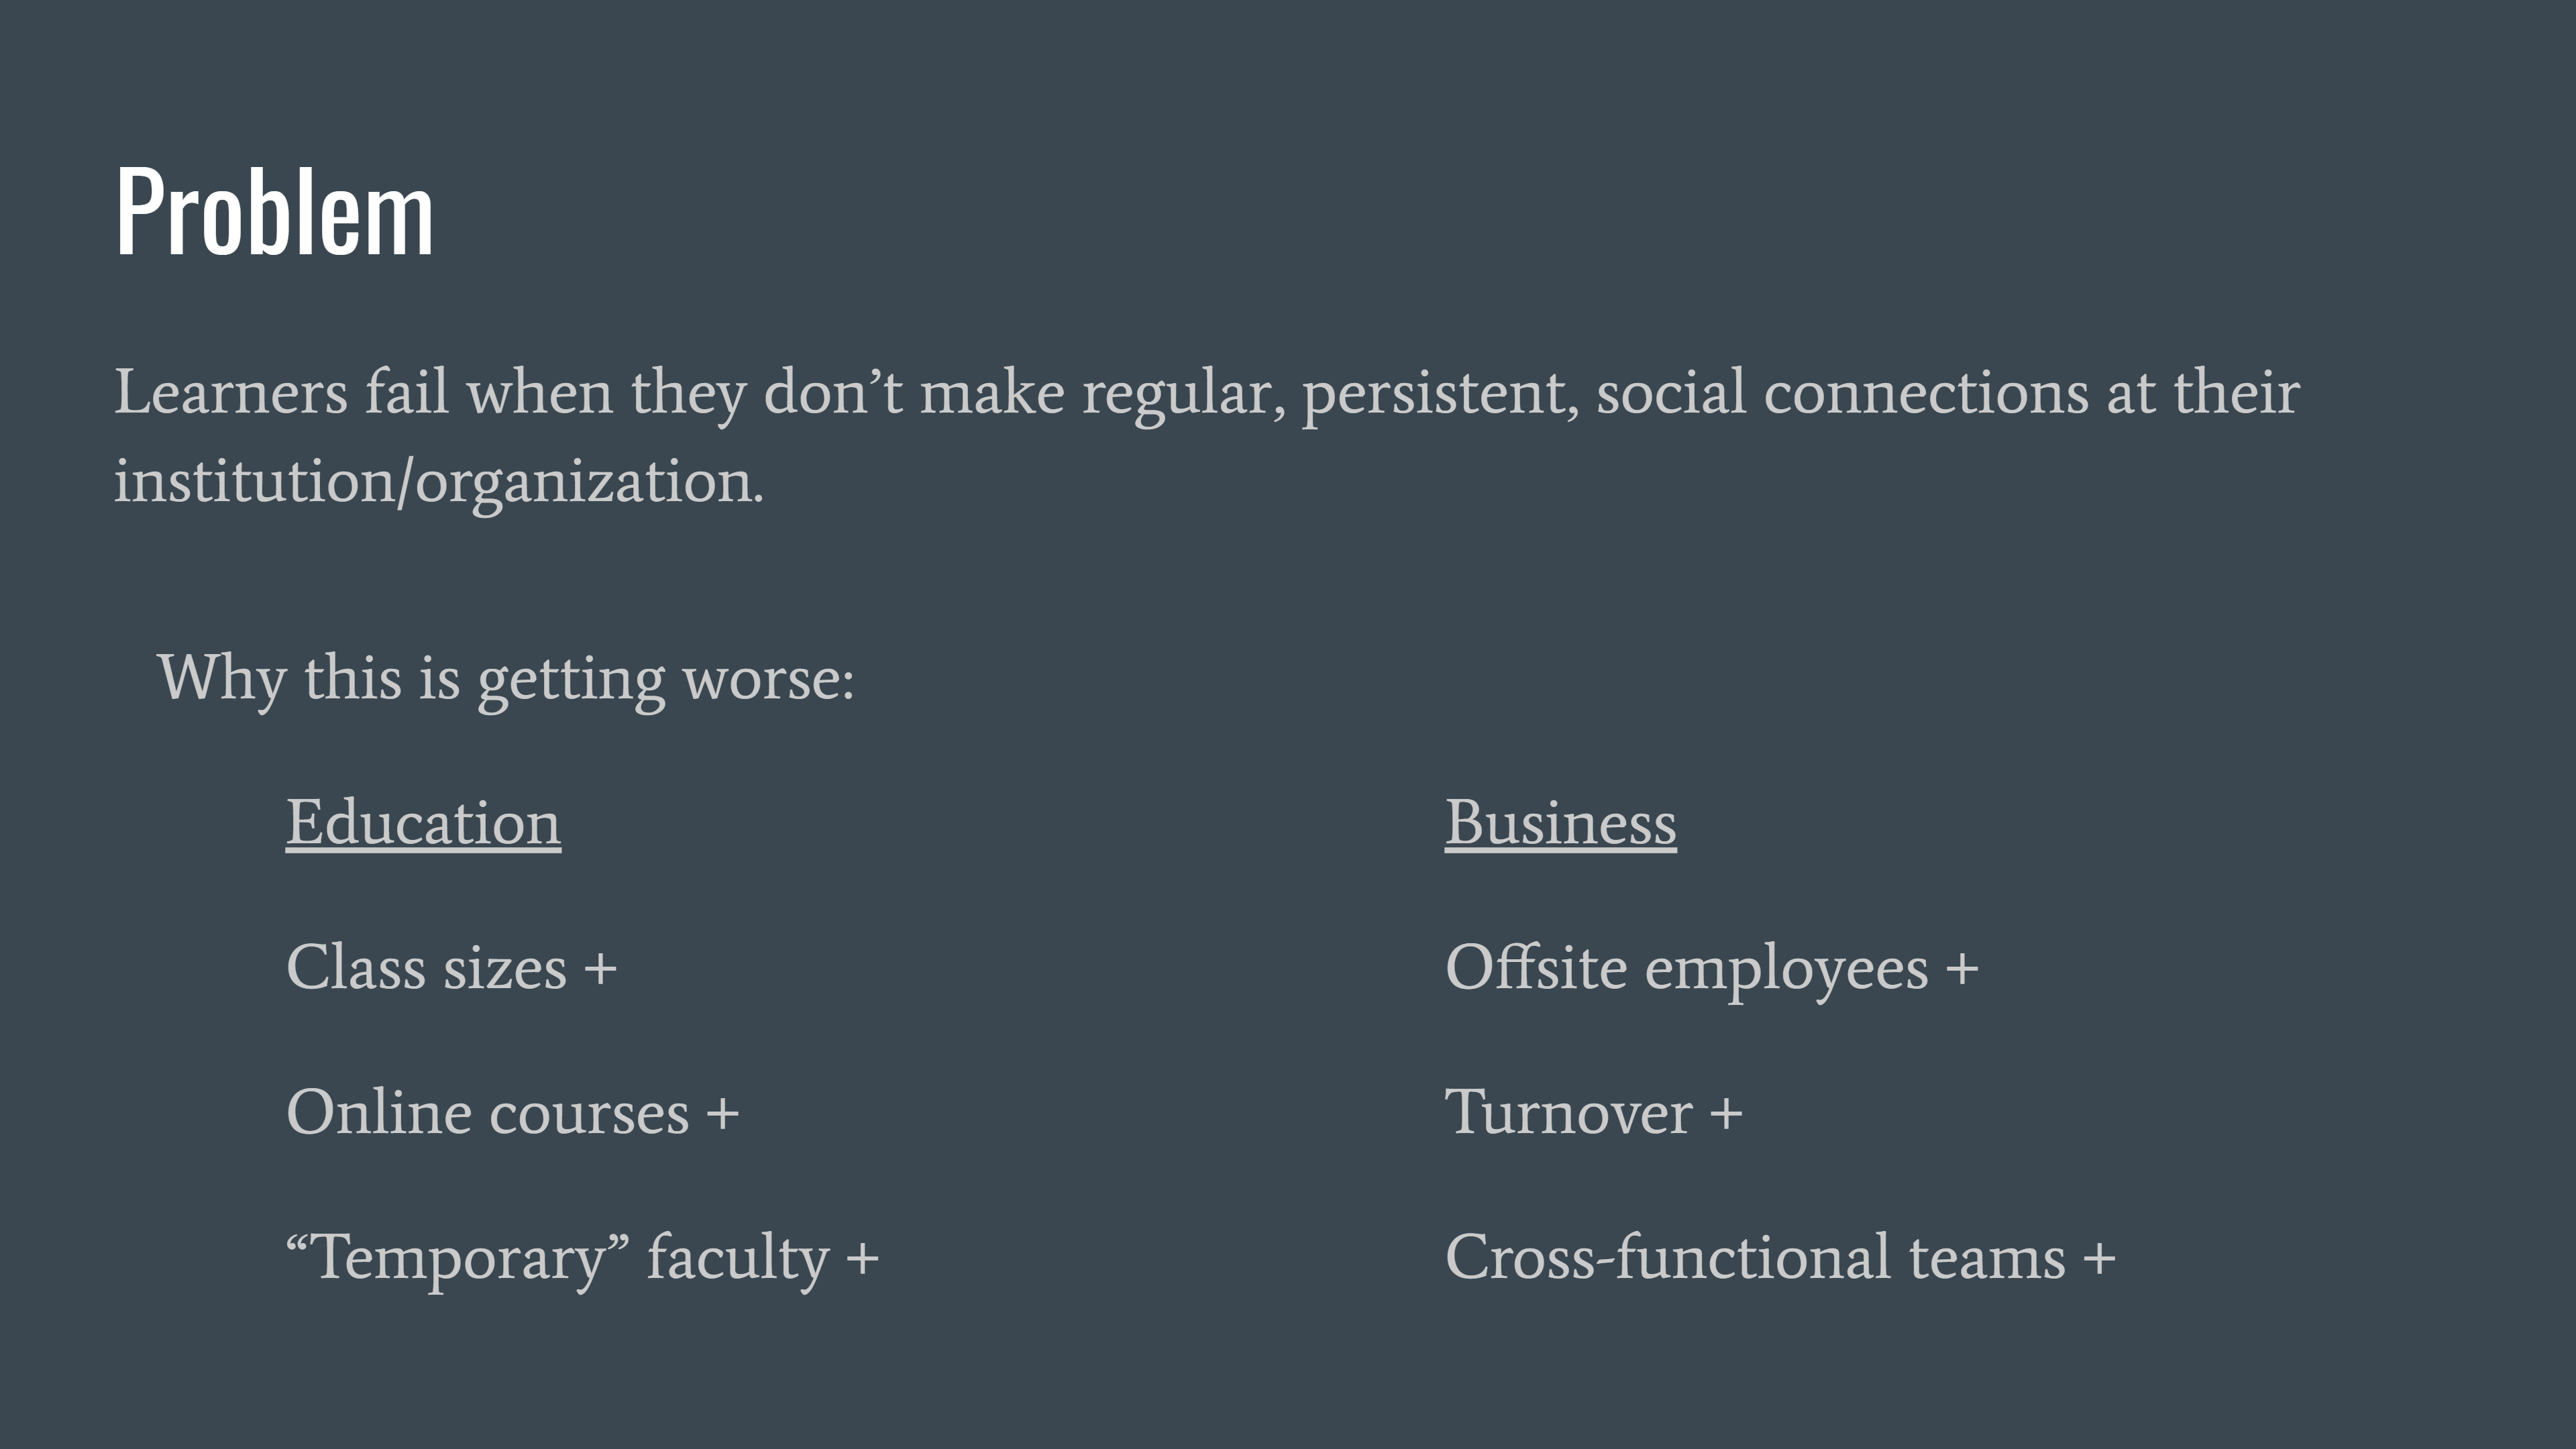 Problem
Learners fail when they don’t make regular, persistent, social connections at their
institution/organization.
Why this is getting worse:
Education
Class sizes +
Online courses +
“Temporary” faculty +
Business
Offsite employees +
Turnover +
Cross-functional teams +